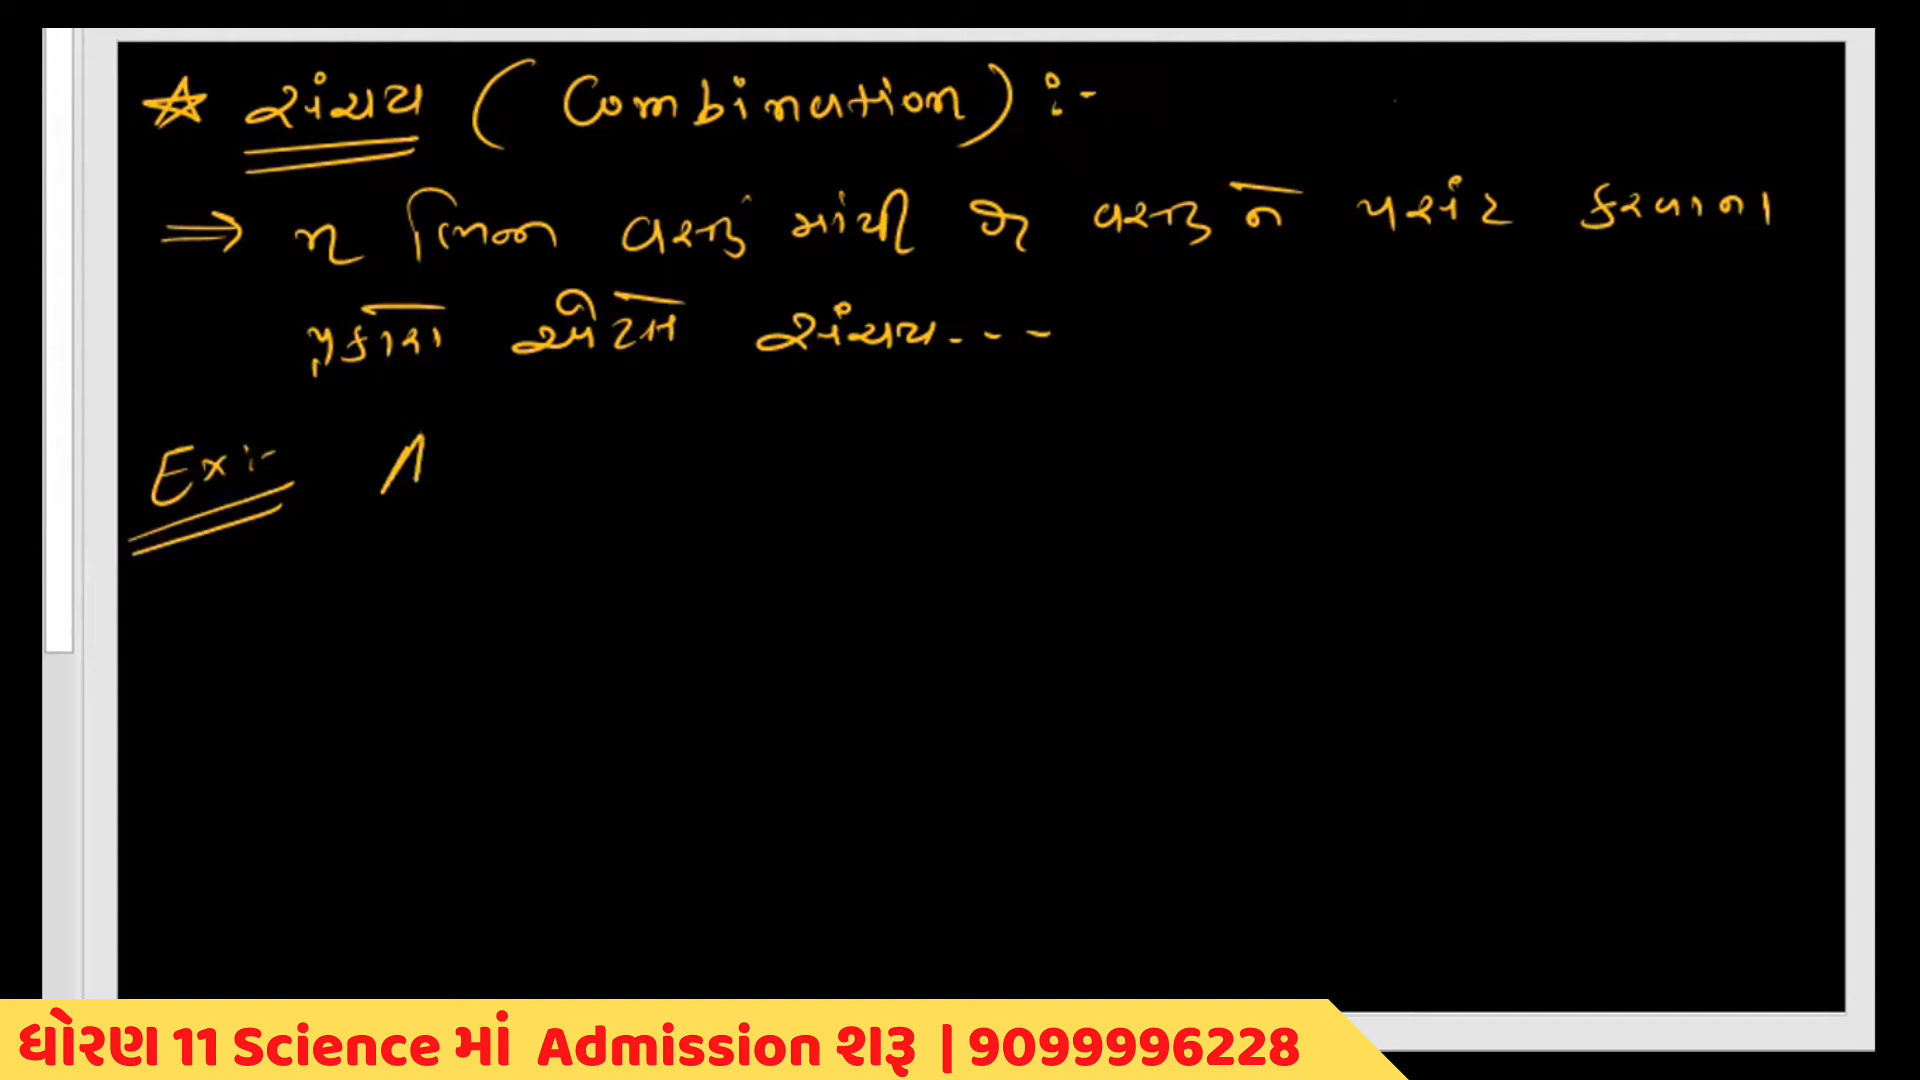 ☆ સંચય (Combination) :-
⇒ n ભિન્ન વસ્તુ માંથી r વસ્તુને પસંદ કરવાના
પ્રકારો એટલે સંચય - - -
Ex:- A
ધોરણ 11 Science માં Admission શરૂ | 9099996228